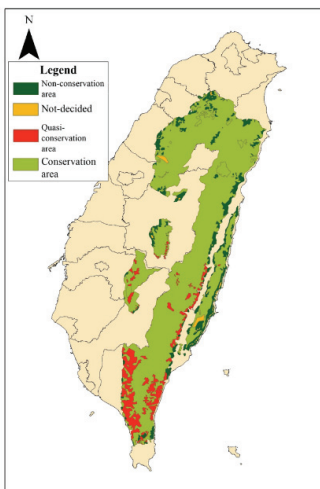 N
Legend
Non-conservation
area
Not-decided
Quasi-
conservation
area
Conservation
area